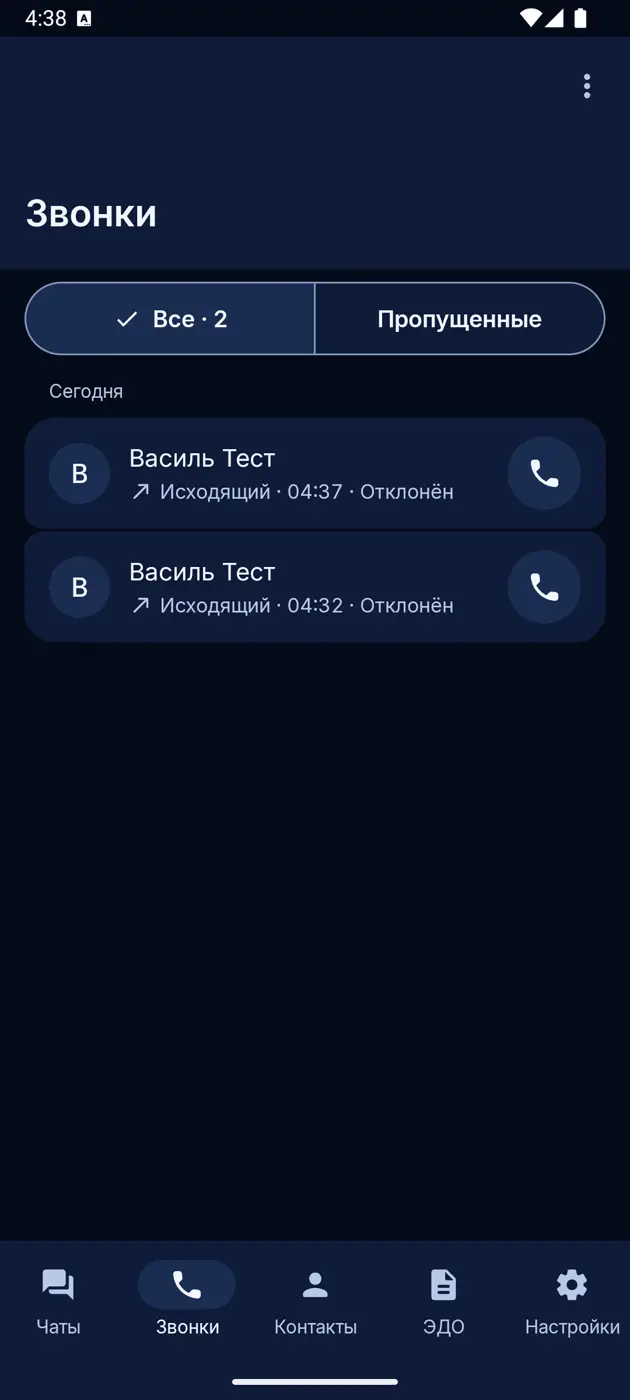 4:38 A
Звонки
Все · 2
Пропущенные
Сегодня
В
Василь Тест
Исходящий · 04:37 · Отклонён
В
Василь Тест
Исходящий · 04:32 · Отклонён
Чаты
Звонки
Контакты
ЭДО
Настройки